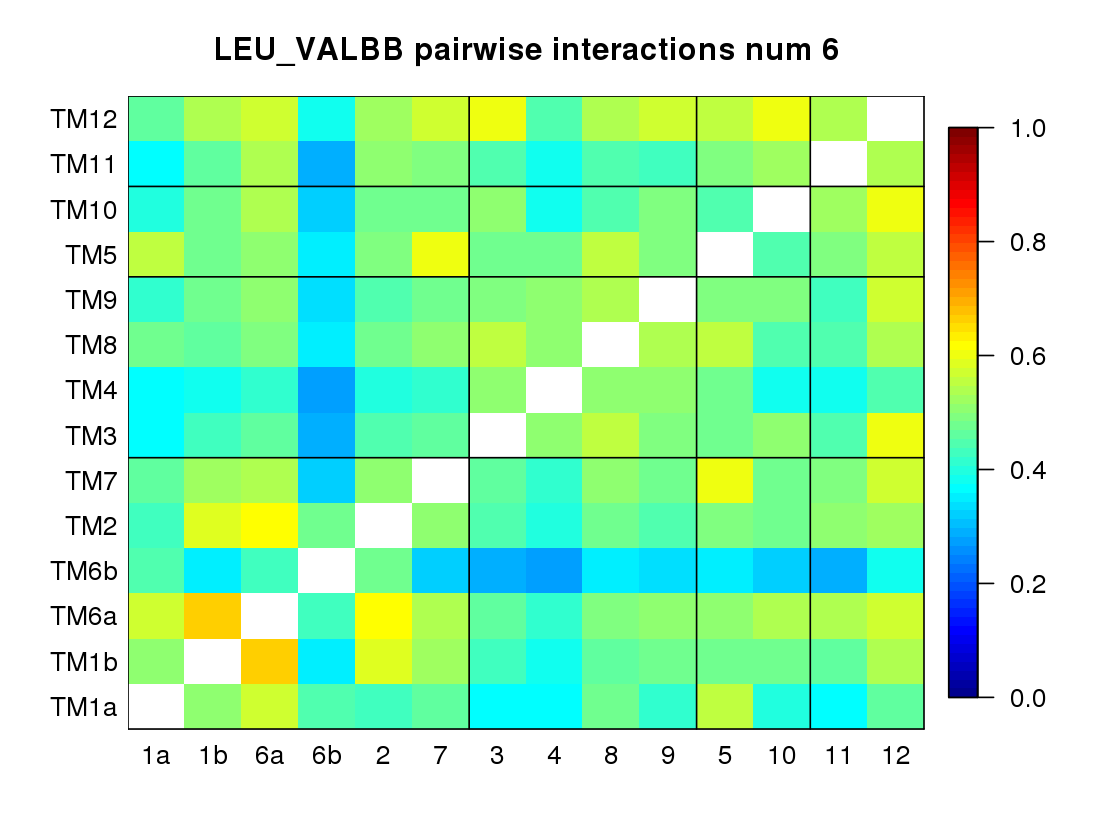 LEU_VALBB pairwise interactions num 6
TM12
TM11
TM10
TM5
TM9
TM8
TM4
TM3
TM7
TM2
TM6b
TM6a
TM1b
TM1a
1a 1b 6a 6b 2 7 3 4 8 9 5 10 11 12
1.0
0.8
0.6
0.4
0.2
0.0